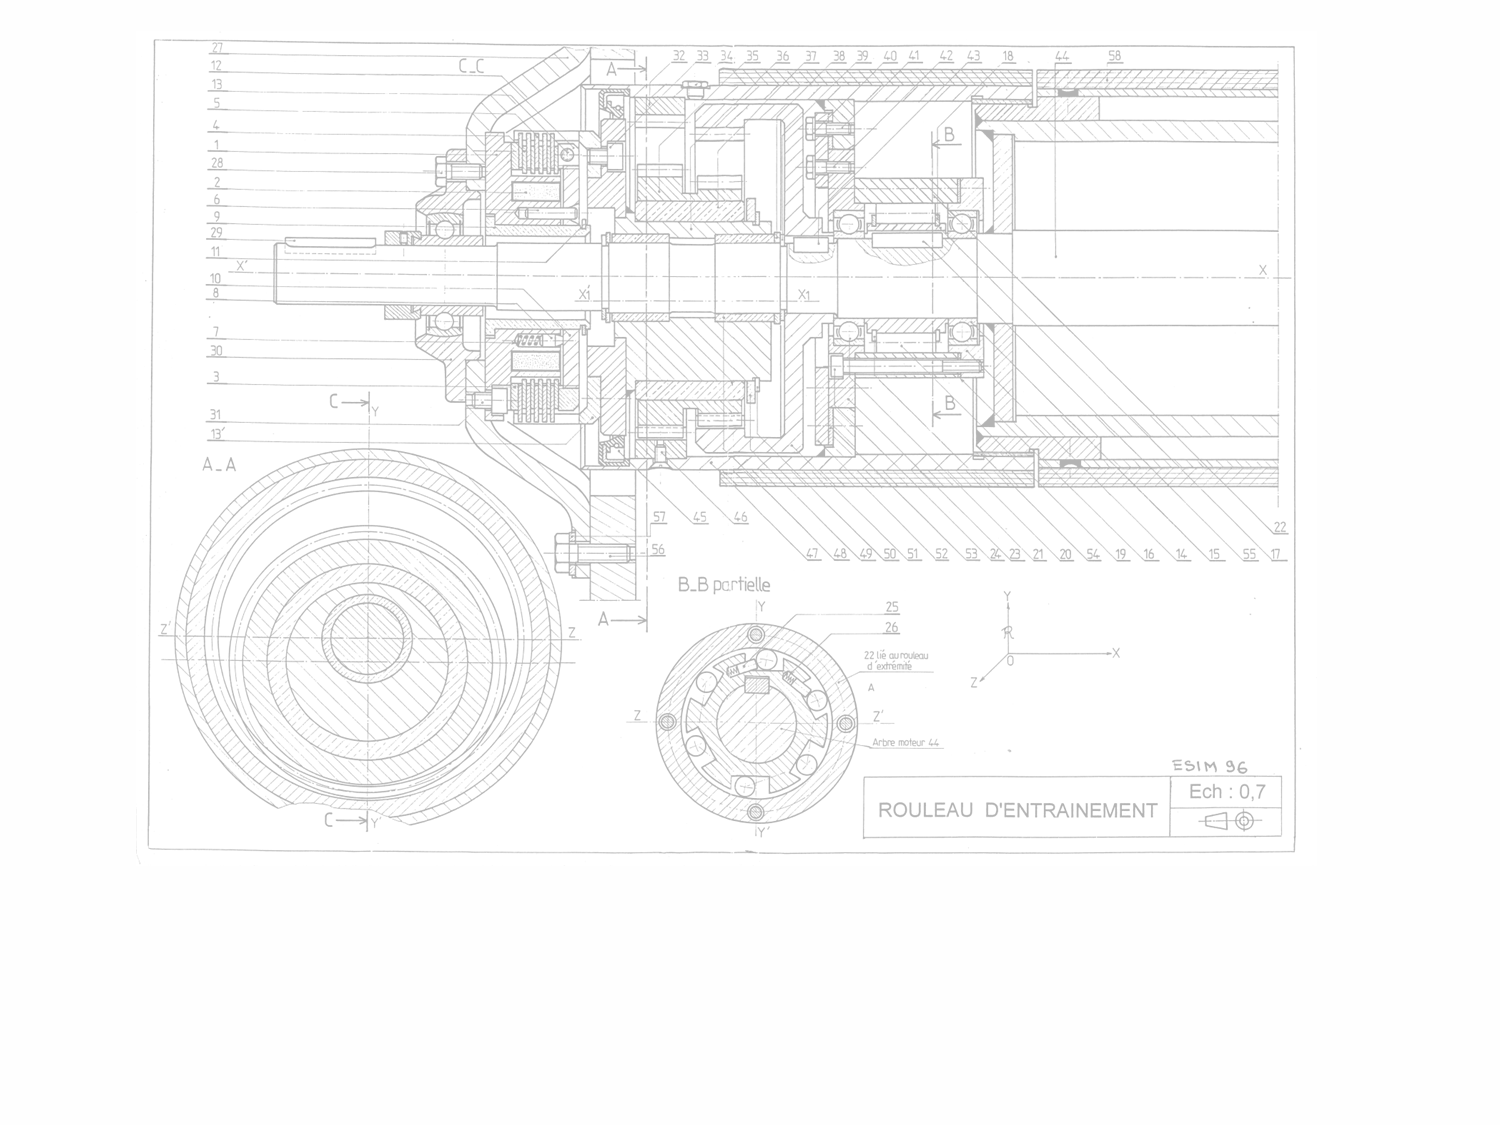 27
C_C
12
13
5
4
1
28
2
6
9
29
11
10
8
7
30
3
31
13'
A
32 33 34 35 36 37 38 39 40 41 42 43 18 44 58
B
X' X
X1' X1
B
C
Y
A_A
57 45 46
56
22
47 48 49 50 51 52 53 24 23 21 20 54 19 16 14 15 55 17
A
B_B partielle
Z' Z
C
Y'
Y
25
26
22 lié au rouleau
d'extrémité
A
Z Z'
Arbre moteur 44
Y'
Y
R
O X
Z
ESIM 96
ROULEAU D'ENTRAINEMENT
Ech : 0,7